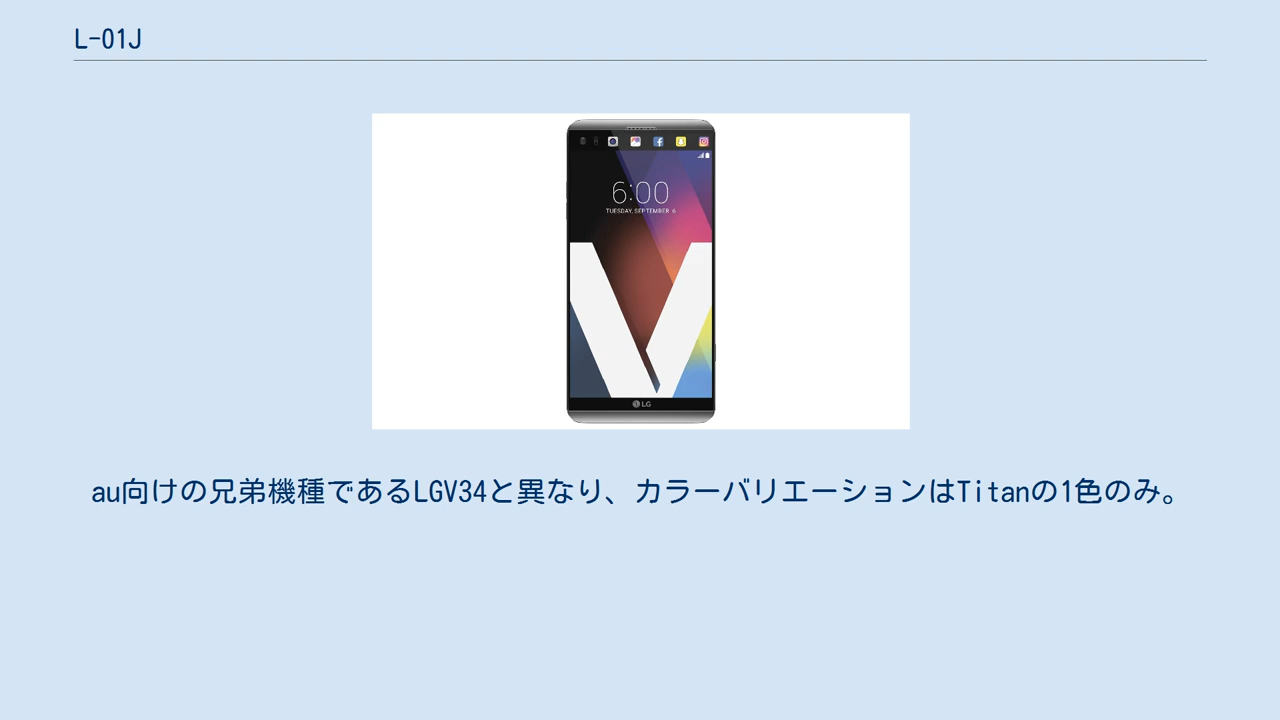 L-01J
6:00
TUESDAY, SEPTEMBER 6
LG
au向けの兄弟機種であるLGV34と異なり、カラーバリエーションはTitanの1色のみ。